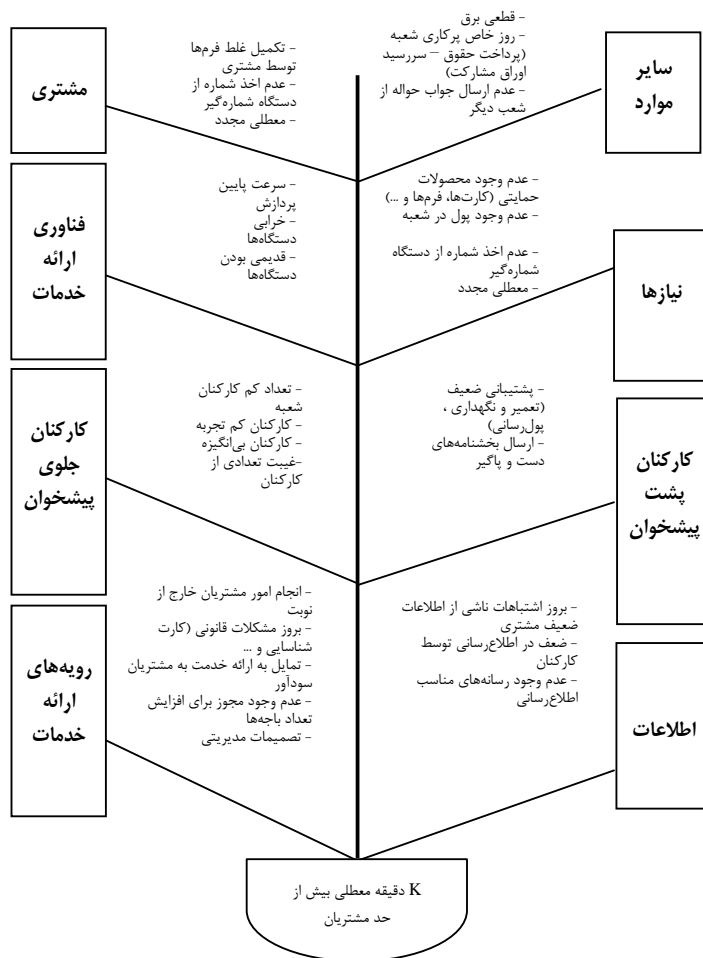 مشتری
- تکمیل غلط فرم‌ها
توسط مشتری
- عدم اخذ شماره از
دستگاه شماره‌گیر
- معطلی مجدد
- قطعی برق
- روز خاص پرکاری شعبه
(پرداخت حقوق – سررسید
اوراق مشارکت)
- عدم ارسال جواب حواله از
شعب دیگر
سایر
موارد
فناوری
ارائه
خدمات
- سرعت پایین
پردازش
- خرابی
دستگاه‌ها
- قدیمی بودن
دستگاه‌ها
- عدم وجود محصولات
حمایتی (کارت‌ها، فرم‌ها و ...)
- عدم وجود پول در شعبه
- عدم اخذ شماره از دستگاه
شماره‌گیر
- معطلی مجدد
نیازها
کارکنان
جلوی
پیشخوان
- تعداد کم کارکنان
شعبه
- کارکنان کم تجربه
- کارکنان بی‌انگیزه
-غیبت تعدادی از
کارکنان
- پشتیبانی ضعیف
(تعمیر و نگهداری ،
پول‌رسانی)
- ارسال بخشنامه‌های
دست و پاگیر
کارکنان
پشت
پیشخوان
رویه‌های
ارائه
خدمات
- انجام امور مشتریان خارج از
نوبت
- بروز مشکلات قانونی (کارت
شناسایی و ...
- تمایل به ارائه خدمت به مشتریان
سودآور
- عدم وجود مجوز برای افزایش
تعداد باجه‌ها
- تصمیمات مدیریتی
- بروز اشتباهات ناشی از اطلاعات
ضعیف مشتری
- ضعف در اطلاع‌رسانی توسط
کارکنان
- عدم وجود رسانه‌های مناسب
اطلاع‌رسانی
اطلاعات
K دقیقه معطلی بیش از
حد مشتریان